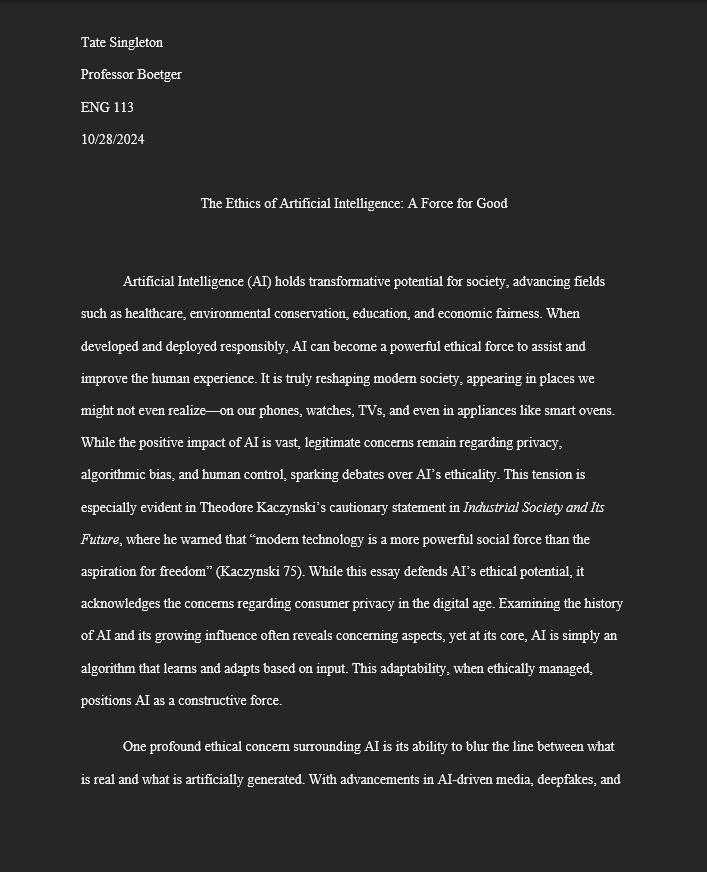 Tate Singleton
Professor Boetger
ENG 113
10/28/2024
The Ethics of Artificial Intelligence: A Force for Good
Artificial Intelligence (AI) holds transformative potential for society, advancing fields
such as healthcare, environmental conservation, education, and economic fairness. When
developed and deployed responsibly, AI can become a powerful ethical force to assist and
improve the human experience. It is truly reshaping modern society, appearing in places we
might not even realize—on our phones, watches, TVs, and even in appliances like smart ovens.
While the positive impact of AI is vast, legitimate concerns remain regarding privacy,
algorithmic bias, and human control, sparking debates over AI’s ethicality. This tension is
especially evident in Theodore Kaczynski’s cautionary statement in Industrial Society and Its
Future, where he warned that “modern technology is a more powerful social force than the
aspiration for freedom” (Kaczynski 75). While this essay defends AI’s ethical potential, it
acknowledges the concerns regarding consumer privacy in the digital age. Examining the history
of AI and its growing influence often reveals concerning aspects, yet at its core, AI is simply an
algorithm that learns and adapts based on input. This adaptability, when ethically managed,
positions AI as a constructive force.
One profound ethical concern surrounding AI is its ability to blur the line between what
is real and what is artificially generated. With advancements in AI-driven media, deepfakes, and